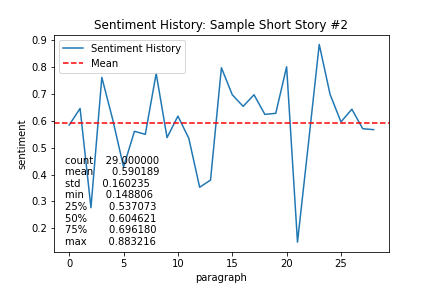 Sentiment History: Sample Short Story #2
Sentiment History
Mean
sentiment
0.9
0.8
0.7
0.6
0.5
0.4
0.3
0.2
count 29.000000
mean 0.590189
std 0.160235
min 0.148806
25% 0.537073
50% 0.604621
75% 0.696180
max 0.883216
0 5 10 15 20 25
paragraph